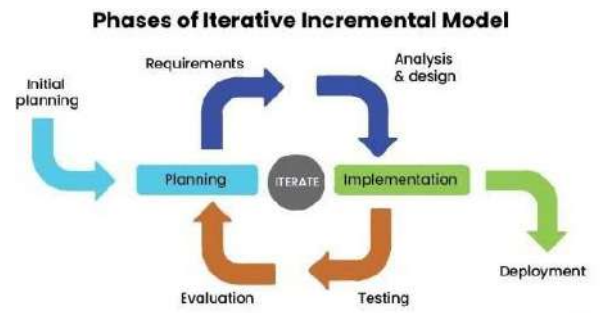 Phases of Iterative Incremental Model
Requirements
Analysis
& design
Initial
planning
Planning
ITERATE
Implementation
Evaluation
Testing
Deployment